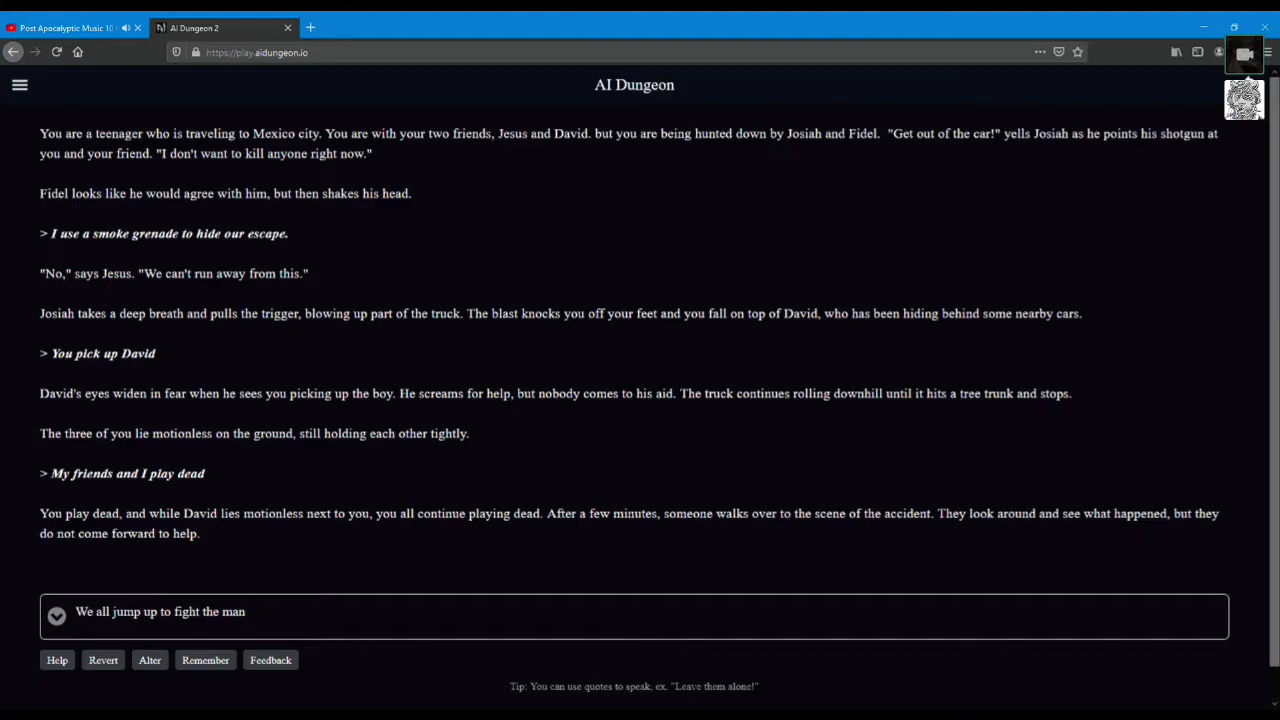 Post Apocalyptic Music 10
AI Dungeon 2
https://play.aidungeon.io
AI Dungeon
You are a teenager who is traveling to Mexico city. You are with your two friends, Jesus and David. but you are being hunted down by Josiah and Fidel.  "Get out of the car!" yells Josiah as he points his shotgun at
you and your friend. "I don't want to kill anyone right now."
Fidel looks like he would agree with him, but then shakes his head.
> I use a smoke grenade to hide our escape.
"No," says Jesus. "We can't run away from this."
Josiah takes a deep breath and pulls the trigger, blowing up part of the truck. The blast knocks you off your feet and you fall on top of David, who has been hiding behind some nearby cars.
> You pick up David
David's eyes widen in fear when he sees you picking up the boy. He screams for help, but nobody comes to his aid. The truck continues rolling downhill until it hits a tree trunk and stops.
The three of you lie motionless on the ground, still holding each other tightly.
> My friends and I play dead
You play dead, and while David lies motionless next to you, you all continue playing dead. After a few minutes, someone walks over to the scene of the accident. They look around and see what happened, but they
do not come forward to help.
We all jump up to fight the man
Help Revert Alter Remember Feedback
Tip: You can use quotes to speak, ex. "Leave them alone!"